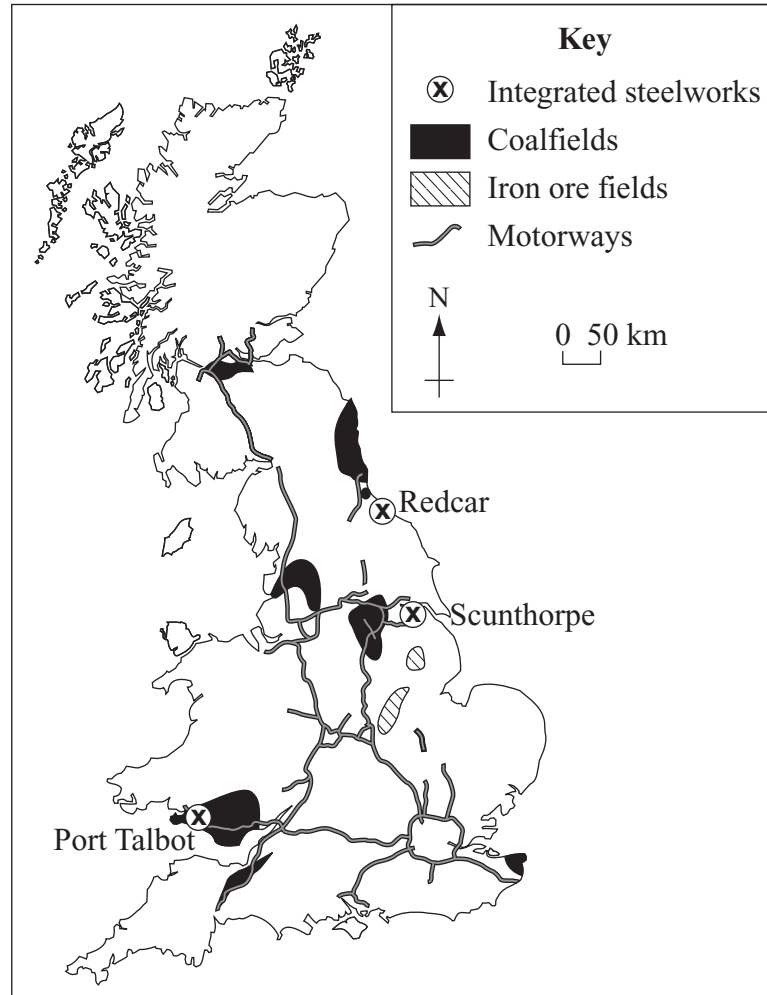 Key
X Integrated steelworks
Coalfields
Iron ore fields
Motorways
N
0 50 km
X Redcar
X Scunthorpe
X
Port Talbot